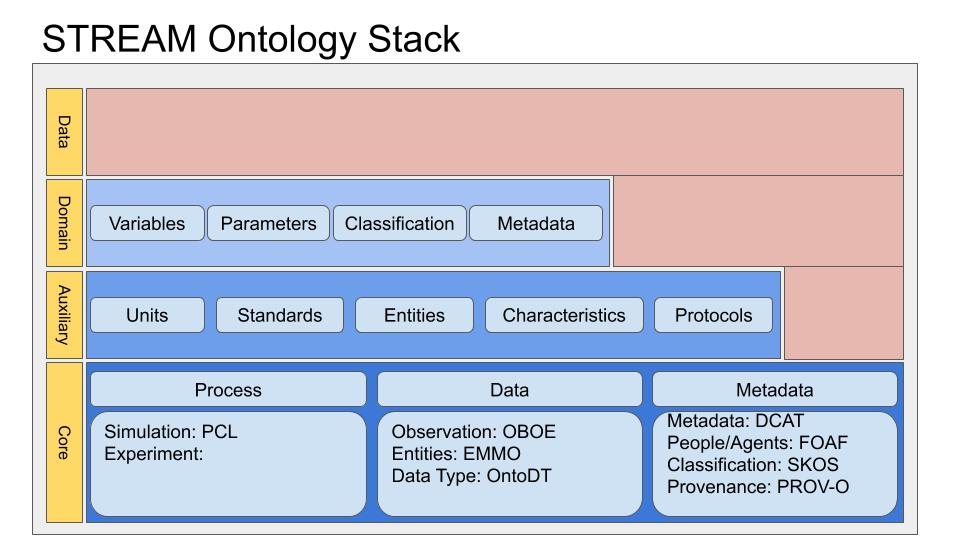 STREAM Ontology Stack
Data
Domain
Variables
Parameters
Classification
Metadata
Auxiliary
Units
Standards
Entities
Characteristics
Protocols
Core
Process
Simulation: PCL
Experiment:
Data
Observation: OBOE
Entities: EMMO
Data Type: OntoDT
Metadata
Metadata: DCAT
People/Agents: FOAF
Classification: SKOS
Provenance: PROV-O